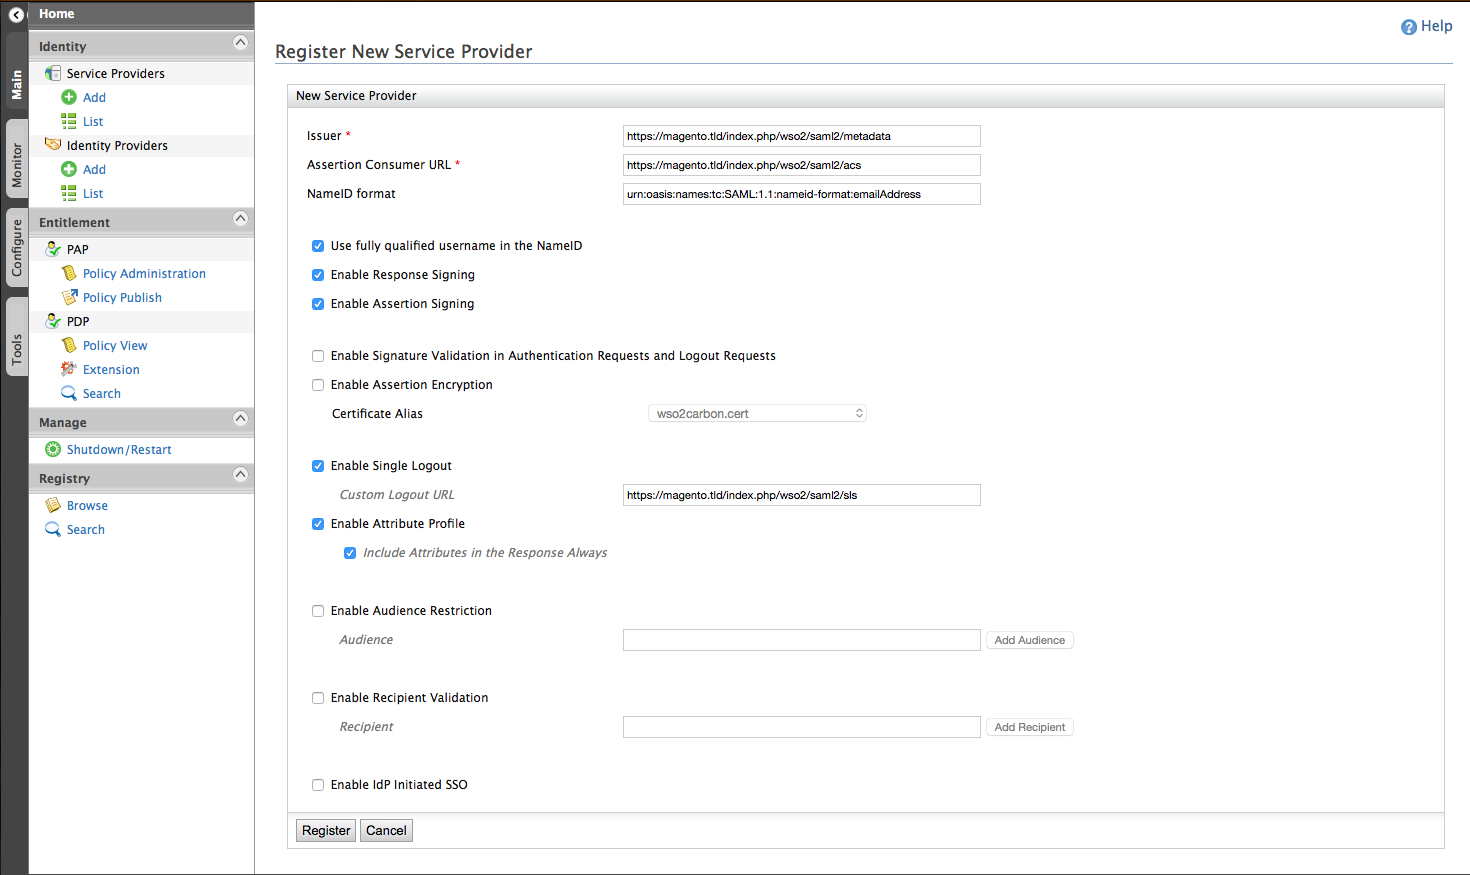 Home
Help
Main
Monitor
Configure
Tools
Identity
Service Providers
Add
List
Identity Providers
Add
List
Entitlement
PAP
Policy Administration
Policy Publish
PDP
Policy View
Extension
Search
Manage
Shutdown/Restart
Registry
Browse
Search
Register New Service Provider
New Service Provider
Issuer * https://magento.tld/index.php/wso2/saml2/metadata
Assertion Consumer URL * https://magento.tld/index.php/wso2/saml2/acs
NameID format urn:oasis:names:tc:SAML:1.1:nameid-format:emailAddress
Use fully qualified username in the NameID
Enable Response Signing
Enable Assertion Signing
Enable Signature Validation in Authentication Requests and Logout Requests
Enable Assertion Encryption
Certificate Alias wso2carbon.cert
Enable Single Logout
Custom Logout URL https://magento.tld/index.php/wso2/saml2/sls
Enable Attribute Profile
Include Attributes in the Response Always
Enable Audience Restriction
Audience Add Audience
Enable Recipient Validation
Recipient Add Recipient
Enable IdP Initiated SSO
Register Cancel